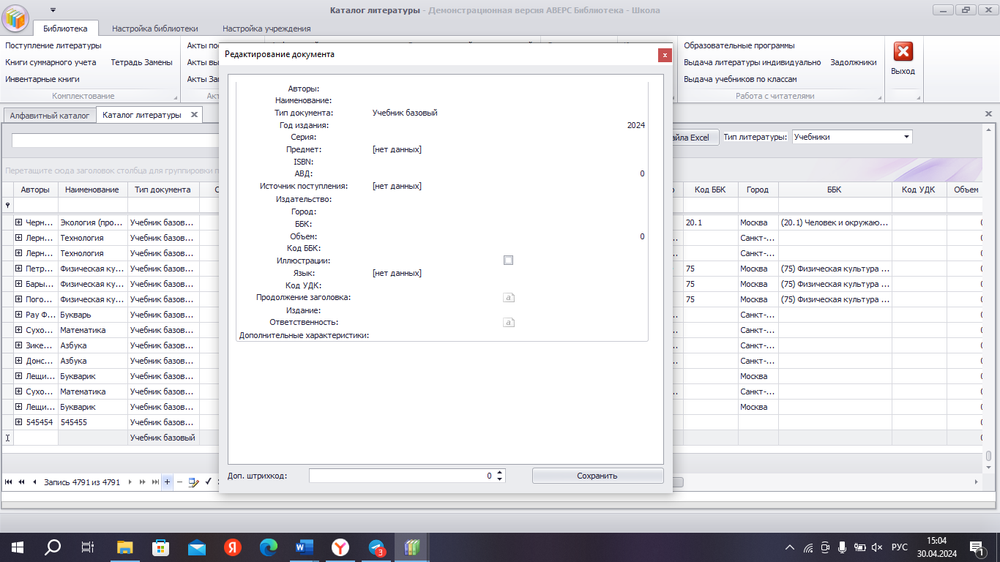 Каталог литературы - Демонстрационная версия АВЕРС Библиотека - Школа
Библиотека Настройка библиотеки Настройка учреждения
Поступление литературы
Книги суммарного учета Тетрадь Замены
Инвентарные книги
Комплектование
Акты
Акты
Акты
Образовательные программы
Выдача литературы индивидуально Задолжники
Выдача учебников по классам
Работа с читателями
Выход
Алфавитный каталог Каталог литературы
Excel Тип литературы: Учебники
Перетащите сюда заголовок столбца для группировки
Авторы Наименование Тип документа Код ББК Город ББК Код УДК Объем
Черн... Экология (про... Учебник базов... 20.1 Москва (20.1) Человек и окружаю...
Лерн... Технология Учебник базов... Санкт-...
Лерн... Технология Учебник базов... Санкт-...
Петр... Физическая ку... Учебник базов... 75 Москва (75) Физическая культура ...
Бары... Физическая ку... Учебник базов... 75 Москва (75) Физическая культура ...
Пого... Физическая ку... Учебник базов... 75 Москва (75) Физическая культура ...
Рау Ф... Букварь Учебник базов... Санкт-...
Сухо... Математика Учебник базов... Санкт-...
Зике... Азбука Учебник базов... Санкт-...
Донс... Азбука Учебник базов... Санкт-...
Лещи... Букварик Учебник базов... Москва
Сухо... Математика Учебник базов... Санкт-...
Лещи... Букварик Учебник базов... Москва
545454 545455 Учебник базов...
Учебник базовый
Запись 4791 из 4791
Редактирование документа
Авторы:
Наименование:
Тип документа: Учебник базовый
Год издания: 2024
Серия:
Предмет: [нет данных]
ISBN:
АВД: 0
Источник поступления: [нет данных]
Издательство:
Город:
ББК:
Объем: 0
Код ББК:
Иллюстрации:
Язык: [нет данных]
Код УДК:
Продолжение заголовка: a
Издание:
Ответственность: a
Дополнительные характеристики:
Доп. штрихкод: 0 Сохранить
3
РУС
15:04
30.04.2024
1